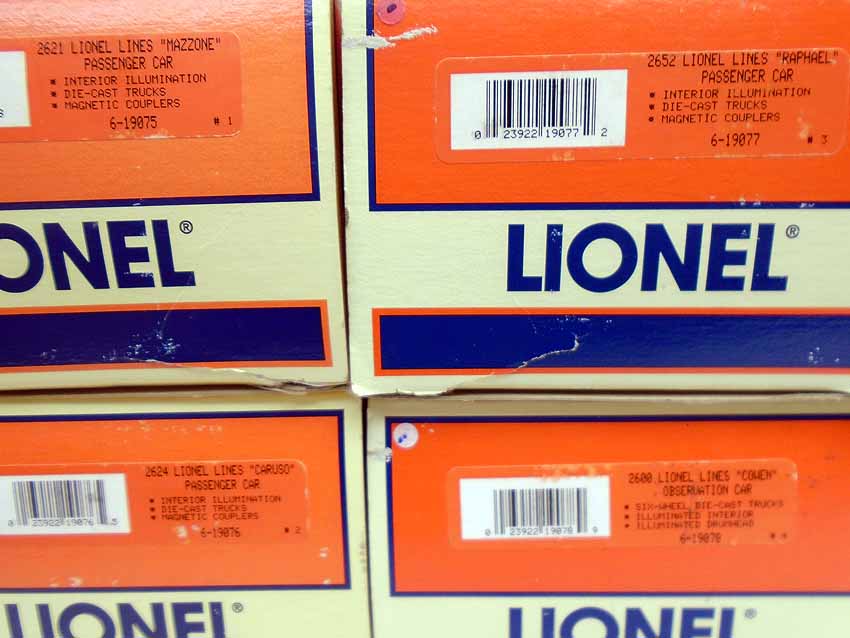 2621 LIONEL LINES "MAZZONE"
PASSENGER CAR
* INTERIOR ILLUMINATION
* DIE-CAST TRUCKS
* MAGNETIC COUPLERS
6-19075 # 1
ONEL®
2652 LIONEL LINES "RAPHAEL"
PASSENGER CAR
* INTERIOR ILLUMINATION
* DIE-CAST TRUCKS
* MAGNETIC COUPLERS
0 23922 19077 2
6-19077 # 3
LIONEL®
2624 LIONEL LINES "CARUSO"
PASSENGER CAR
* INTERIOR ILLUMINATION
* DIE-CAST TRUCKS
* MAGNETIC COUPLERS
0 23922 19076 5
6-19076 # 2
LIONEL®
2600 LIONEL LINES "COWEN"
OBSERVATION CAR
* SIX-WHEEL DIE-CAST TRUCKS
* ILLUMINATED INTERIOR
* ILLUMINATED DRUMHEAD
0 23922 19078 9
6-19078 # 4
LIONEL®